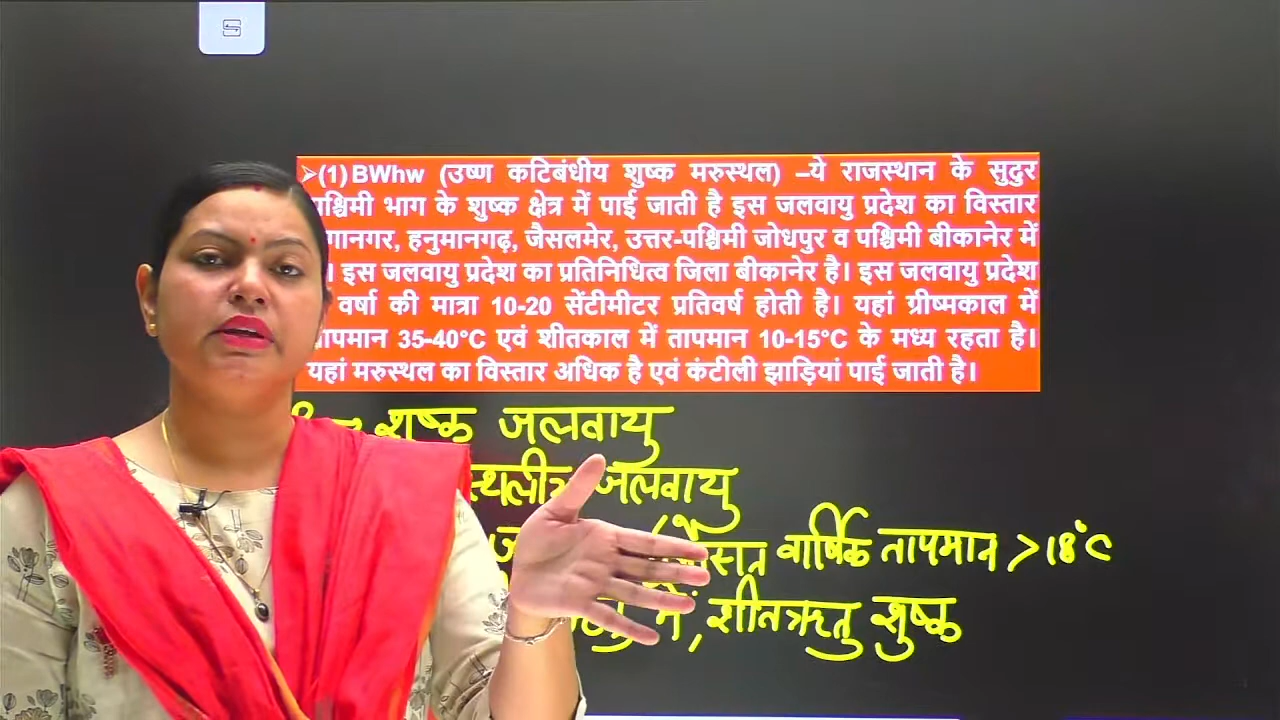 ➢(1) BWhw (उष्ण कटिबंधीय शुष्क मरुस्थल) –ये राजस्थान के सुदुर
भाग के शुष्क क्षेत्र में पाई जाती है इस जलवायु प्रदेश का विस्तार
हनुमानगढ़, जैसलमेर, उत्तर-पश्चिमी जोधपुर व पश्चिमी बीकानेर में
। इस जलवायु प्रदेश का प्रतिनिधित्व जिला बीकानेर है। इस जलवायु प्रदेश
वर्षा की मात्रा 10-20 सेंटीमीटर प्रतिवर्ष होती है। यहां ग्रीष्मकाल में
35-40°C एवं शीतकाल में तापमान 10-15°C के मध्य रहता है।
यहां मरुस्थल का विस्तार अधिक है एवं कंटीली झाड़ियां पाई जाती है।
शुष्क जलवायु
जलवायु
वार्षिक तापमान > 18°C
में, शीतऋतु शुष्क